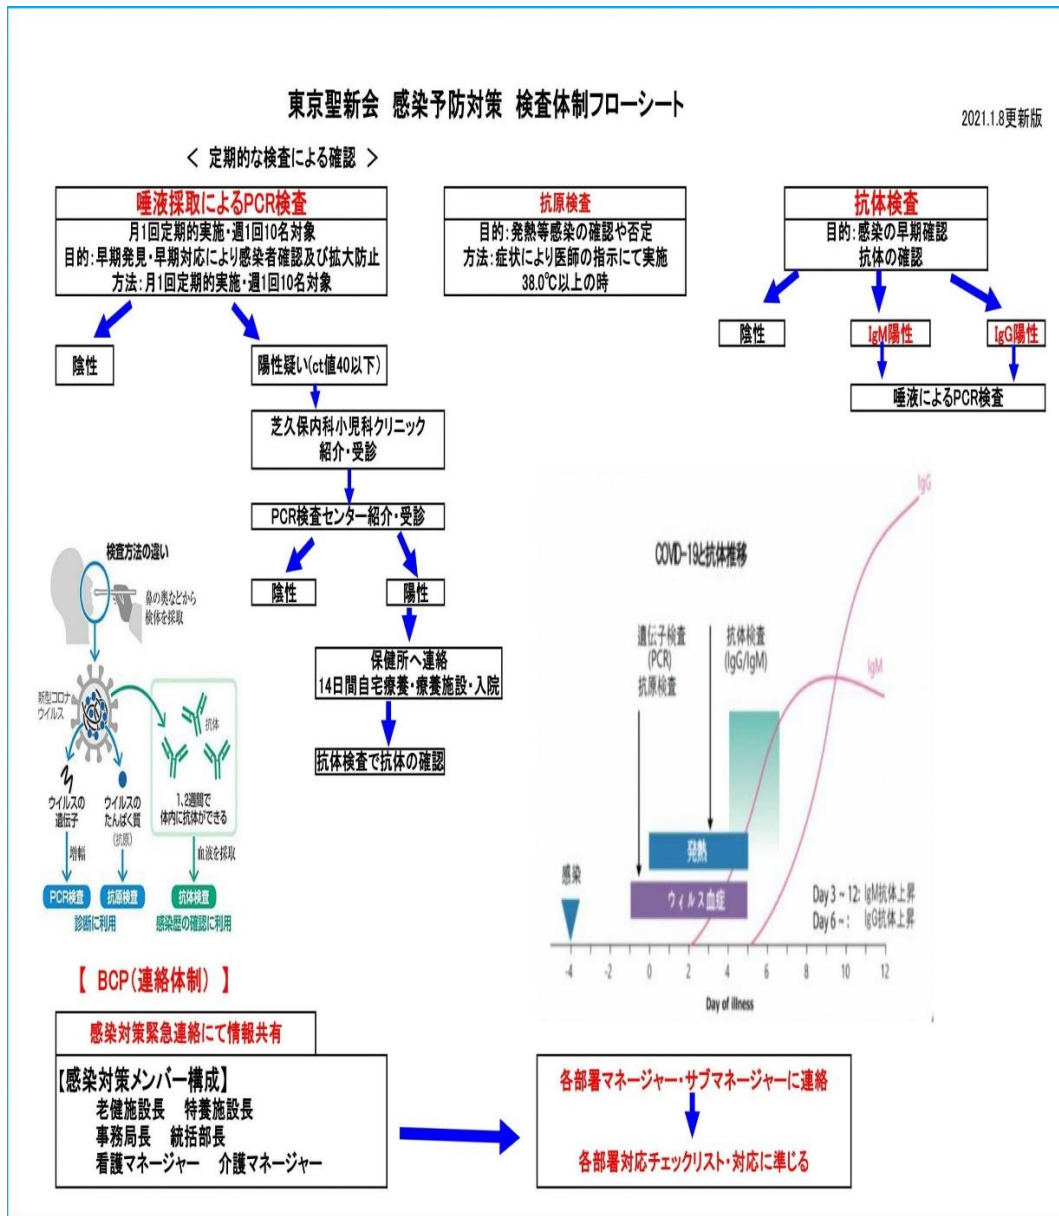 東京聖新会 感染予防対策 検査体制フローシート
2021.1.8更新版
< 定期的な検査による確認 >
唾液採取によるPCR検査
月1回定期的実施・週1回10名対象
目的:早期発見・早期対応により感染者確認及び拡大防止
方法:月1回定期的実施・週1回10名対象
陰性
陽性疑い(ct値40以下)
芝久保内科小児科クリニック
紹介・受診
PCR検査センター紹介・受診
陰性
陽性
保健所へ連絡
14日間自宅療養・療養施設・入院
抗体検査で抗体の確認
抗原検査
目的:発熱等感染の確認や否定
方法:症状により医師の指示にて実施
38.0℃以上の時
抗体検査
目的:感染の早期確認
抗体の確認
陰性
IgM陽性
IgG陽性
唾液によるPCR検査
検査方法の違い
鼻の奥などから
検体を採取
新型コロナ
ウイルス
抗体
1、2週間で
体内に抗体ができる
ウイルスの
遺伝子
ウイルスの
たんぱく質
(抗原)
増幅
血液を採取
PCR検査
抗原検査
抗体検査
診断に利用
感染歴の確認に利用
COVID-19と抗体推移
IgG
IgM
遺伝子検査
(PCR)
抗原検査
抗体検査
(IgG/IgM)
発熱
ウィルス血症
感染
Day 3 ~ 12: IgM抗体上昇
Day 6 ~ : IgG抗体上昇
-4 -2 0 2 4 6 8 10 12
Day of illness
【 BCP(連絡体制) 】
感染対策緊急連絡にて情報共有
【感染対策メンバー構成】
老健施設長 特養施設長
事務局長 統括部長
看護マネージャー 介護マネージャー
各部署マネージャー・サブマネージャーに連絡
各部署対応チェックリスト・対応に準じる